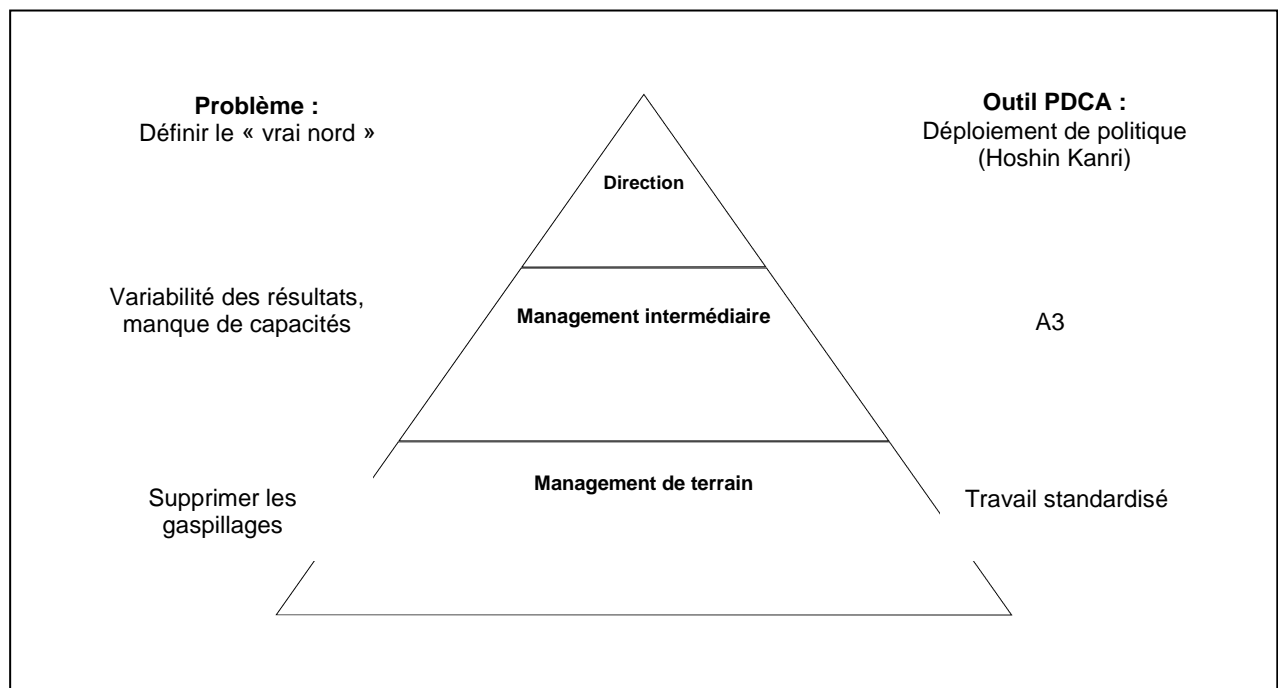 Problème :
Définir le « vrai nord »
Outil PDCA :
Déploiement de politique
(Hoshin Kanri)
Direction
Variabilité des résultats,
manque de capacités
Management intermédiaire
A3
Supprimer les
gaspillages
Management de terrain
Travail standardisé